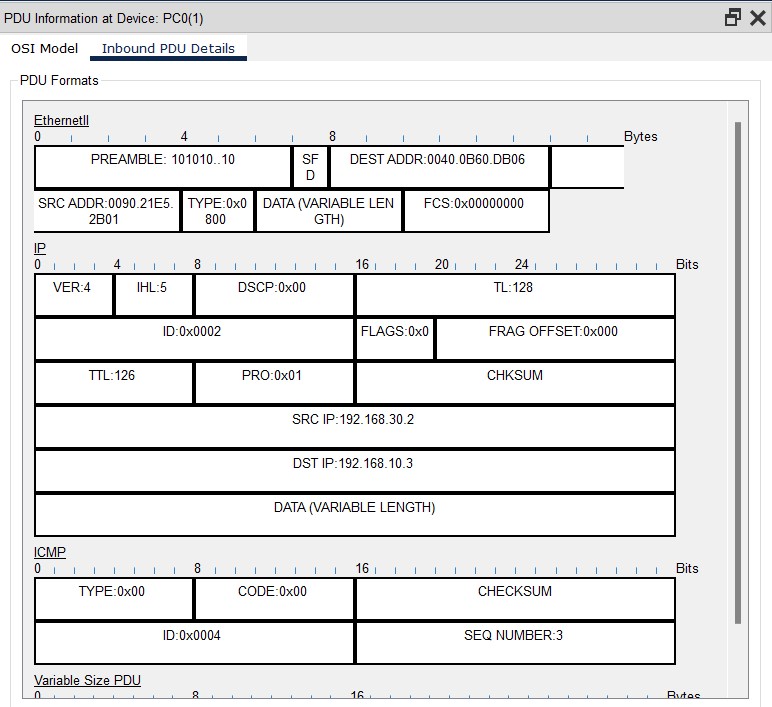 PDU Information at Device: PC0(1)
OSI Model Inbound PDU Details
PDU Formats
EthernetII
0 4 8 Bytes
PREAMBLE: 101010..10 SF DEST ADDR:0040.0B60.DB06
D
SRC ADDR:0090.21E5. TYPE:0x0 DATA (VARIABLE LEN FCS:0x00000000
2B01 800 GTH)
IP
0 4 8 16 20 24 Bits
VER:4 IHL:5 DSCP:0x00 TL:128
ID:0x0002 FLAGS:0x0 FRAG OFFSET:0x000
TTL:126 PRO:0x01 CHKSUM
SRC IP:192.168.30.2
DST IP:192.168.10.3
DATA (VARIABLE LENGTH)
ICMP
0 8 16 Bits
TYPE:0x00 CODE:0x00 CHECKSUM
ID:0x0004 SEQ NUMBER:3
Variable Size PDU
0 8 16 Bytes